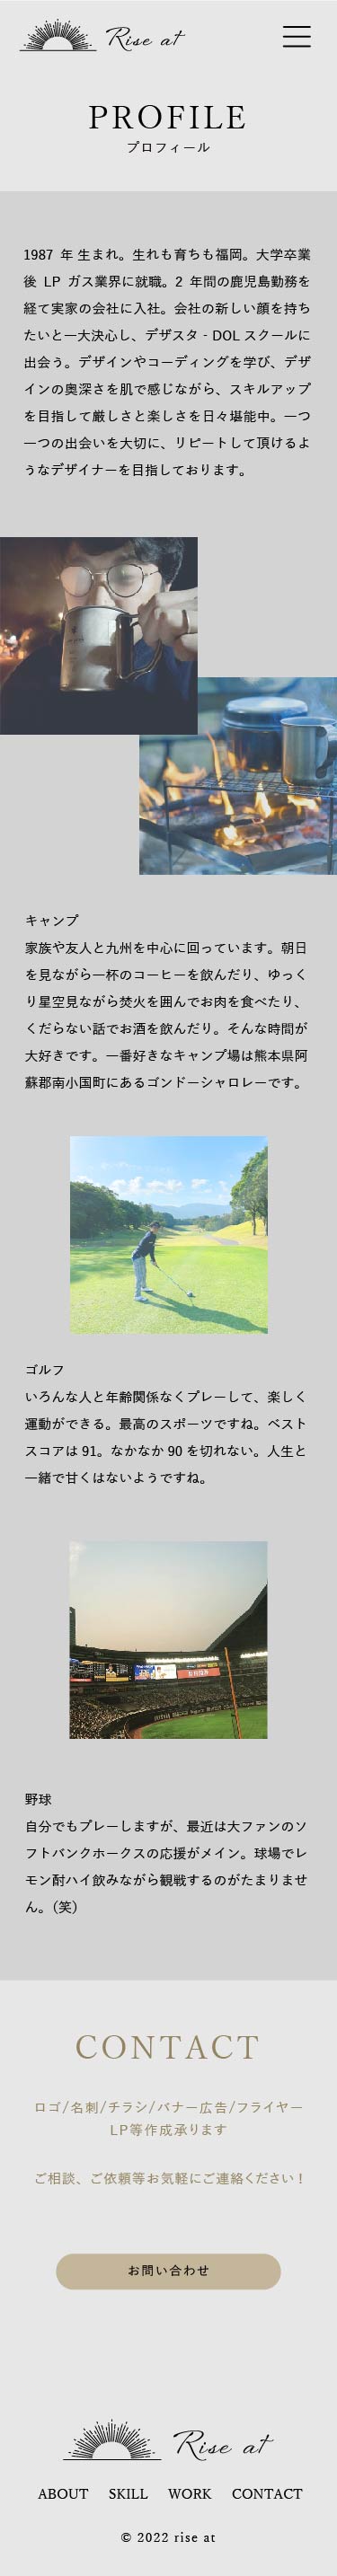 Rise at
PROFILE
プロフィール
1987 年 生まれ。生れも育ちも福岡。大学卒業
後 LP ガス業界に就職。2 年間の鹿児島勤務を
経て実家の会社に入社。会社の新しい顔を持ち
たいと一大決心し、デザスタ - DOL スクールに
出会う。デザインやコーディングを学び、デザ
インの奥深さを肌で感じながら、スキルアップ
を目指して厳しさと楽しさを日々堪能中。一つ
一つの出会いを大切に、リピートして頂けるよ
うなデザイナーを目指しております。
キャンプ
家族や友人と九州を中心に回っています。朝日
を見ながら一杯のコーヒーを飲んだり、ゆっく
り星空見ながら焚火を囲んでお肉を食べたり、
くだらない話でお酒を飲んだり。そんな時間が
大好きです。一番好きなキャンプ場は熊本県阿
蘇郡南小国町にあるゴンドーシャロレーです。
ゴルフ
いろんな人と年齢関係なくプレーして、楽しく
運動ができる。最高のスポーツですね。ベスト
スコアは 91。なかなか 90 を切れない。人生と
一緒で甘くはないようですね。
野球
自分でもプレーしますが、最近は大ファンのソ
フトバンクホークスの応援がメイン。球場でレ
モン酎ハイ飲みながら観戦するのがたまりませ
ん。（笑）
CONTACT
ロゴ/名刺/チラシ/バナー広告/フライヤー
LP等作成承ります
ご相談、ご依頼等お気軽にご連絡ください！
お問い合わせ
Rise at
ABOUT SKILL WORK CONTACT
© 2022 rise at